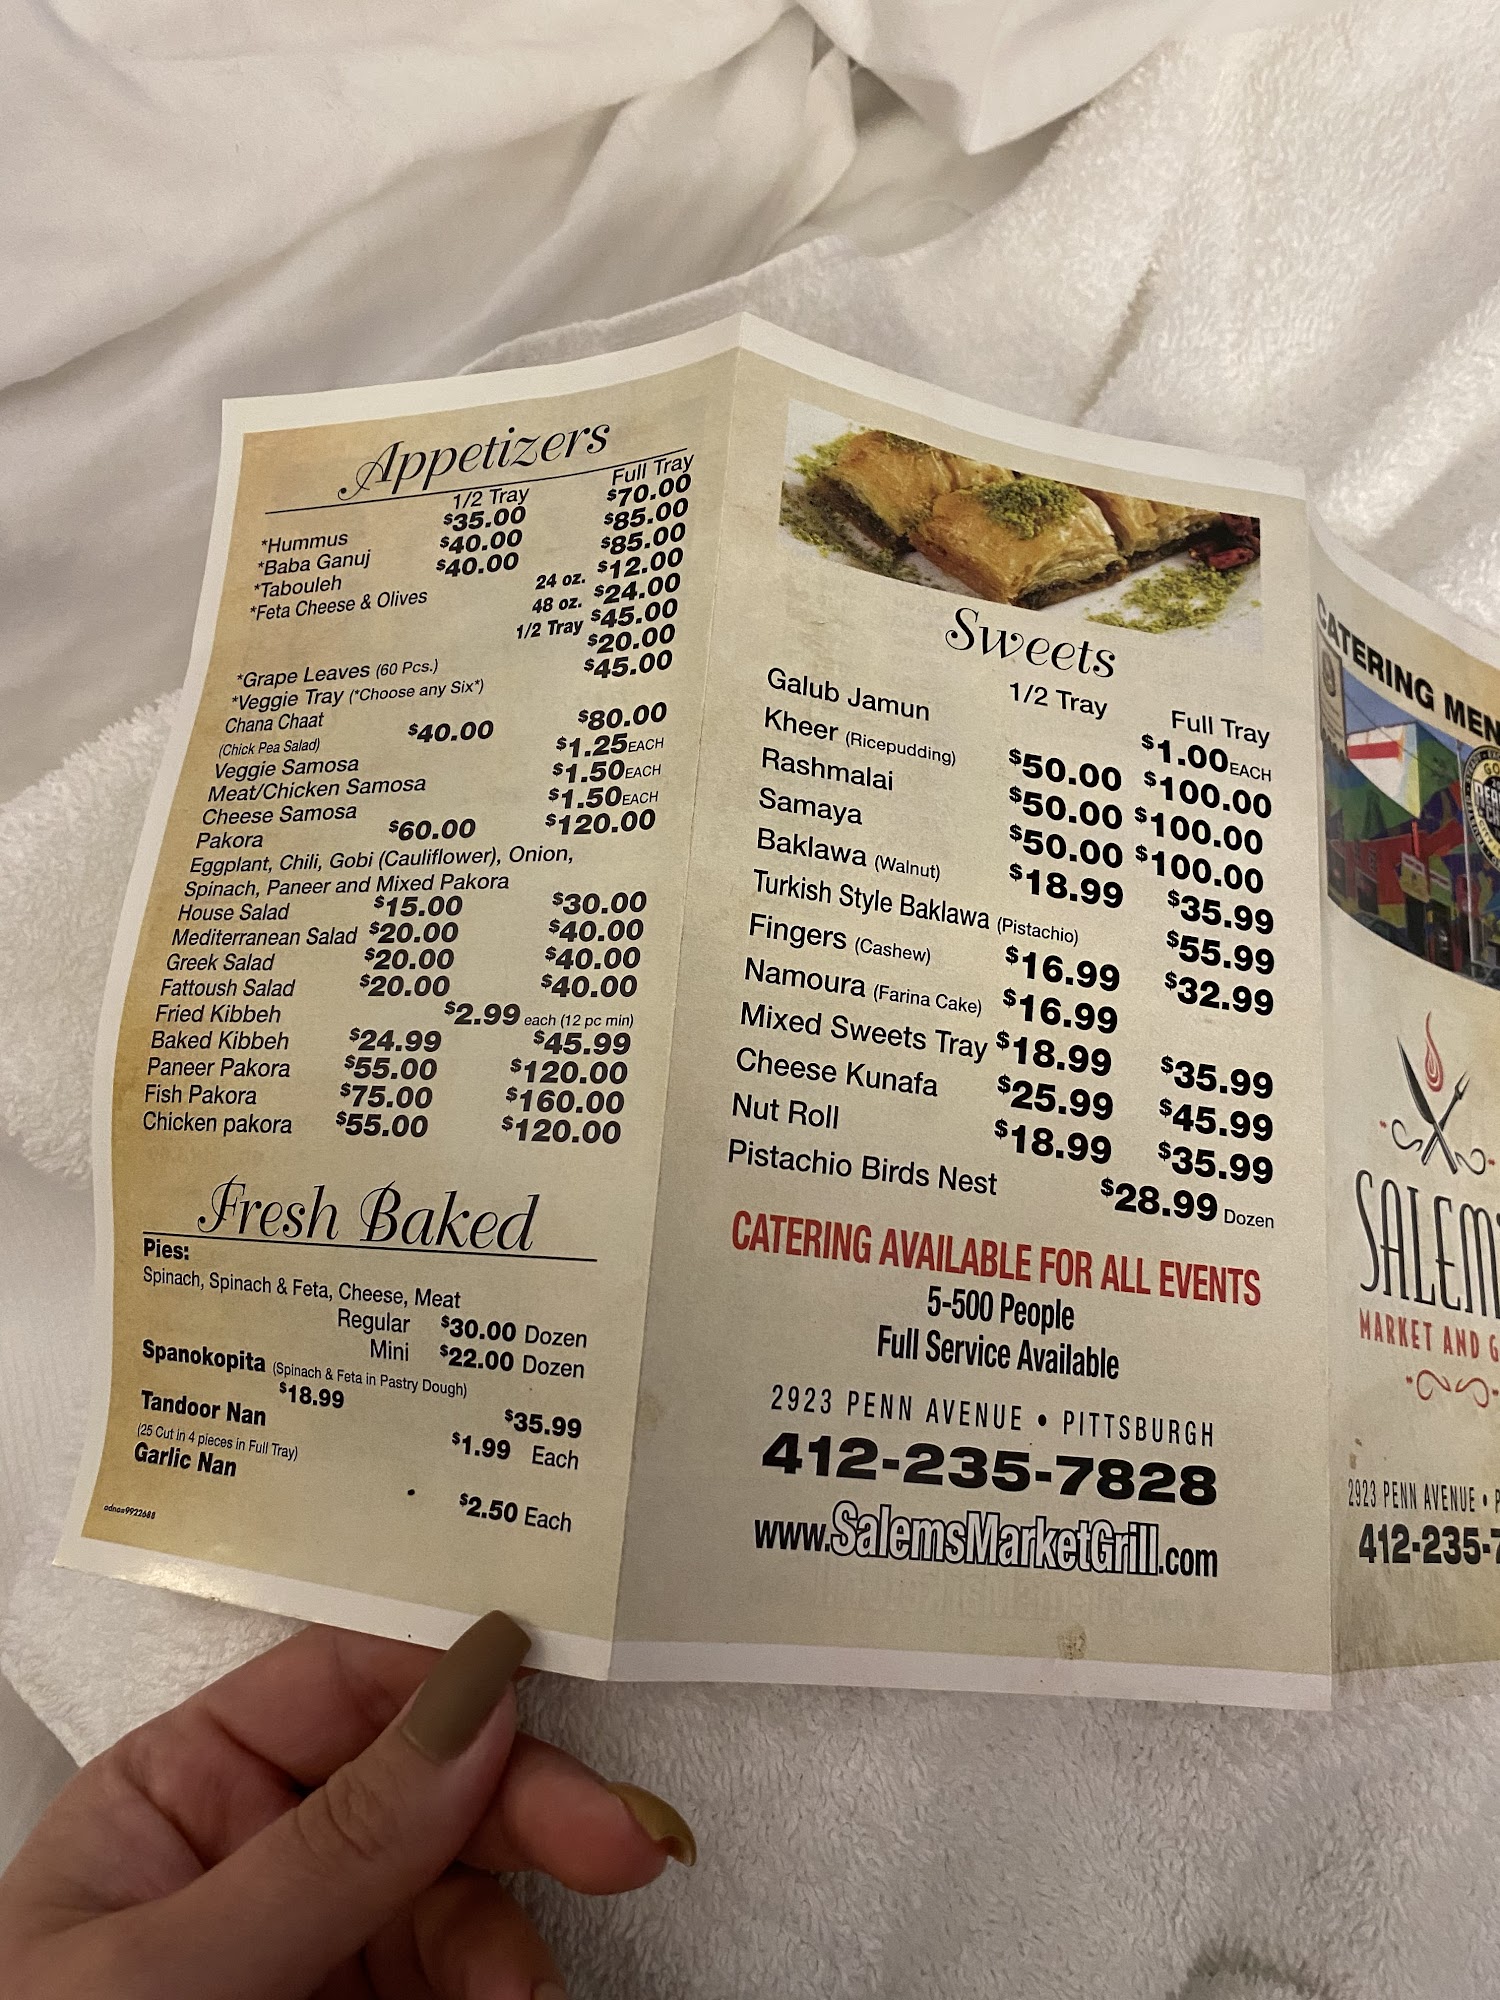 Appetizers
1/2 Tray Full Tray
*Hummus $35.00 $70.00
*Baba Ganuj $40.00 $85.00
*Tabouleh $40.00 $85.00
*Feta Cheese & Olives 24 oz. $12.00
48 oz. $24.00
1/2 Tray $45.00
*Grape Leaves (60 Pcs.) $20.00
*Veggie Tray (*Choose any Six*) $45.00
Chana Chaat
(Chick Pea Salad) $40.00 $80.00
Veggie Samosa $1.25 EACH
Meat/Chicken Samosa $1.50 EACH
Cheese Samosa $1.50 EACH
Pakora $60.00 $120.00
Eggplant, Chili, Gobi (Cauliflower), Onion,
Spinach, Paneer and Mixed Pakora
House Salad $15.00 $30.00
Mediterranean Salad $20.00 $40.00
Greek Salad $20.00 $40.00
Fattoush Salad $20.00 $40.00
Fried Kibbeh $2.99 each (12 pc min)
Baked Kibbeh $24.99 $45.99
Paneer Pakora $55.00 $120.00
Fish Pakora $75.00 $160.00
Chicken pakora $55.00 $120.00
Fresh Baked
Pies:
Spinach, Spinach & Feta, Cheese, Meat
Regular $30.00 Dozen
Mini $22.00 Dozen
Spanokopita (Spinach & Feta in Pastry Dough)
$18.99 $35.99
Tandoor Nan $1.99 Each
(25 Cut in 4 pieces in Full Tray)
Garlic Nan $2.50 Each
adnoa9922688
Sweets
1/2 Tray Full Tray
Galub Jamun $1.00 EACH
Kheer (Ricepudding) $50.00 $100.00
Rashmalai $50.00 $100.00
Samaya $50.00 $100.00
Baklawa (Walnut) $18.99 $35.99
Turkish Style Baklawa (Pistachio) $55.99
Fingers (Cashew) $16.99 $32.99
Namoura (Farina Cake) $16.99
Mixed Sweets Tray $18.99 $35.99
Cheese Kunafa $25.99 $45.99
Nut Roll $18.99 $35.99
Pistachio Birds Nest $28.99 Dozen
CATERING AVAILABLE FOR ALL EVENTS
5-500 People
Full Service Available
2923 PENN AVENUE • PITTSBURGH
412-235-7828
www.SalemsMarketGrill.com
CATERING MEN
SALEM
MARKET AND G
2923 PENN AVENUE • P
412-235-7